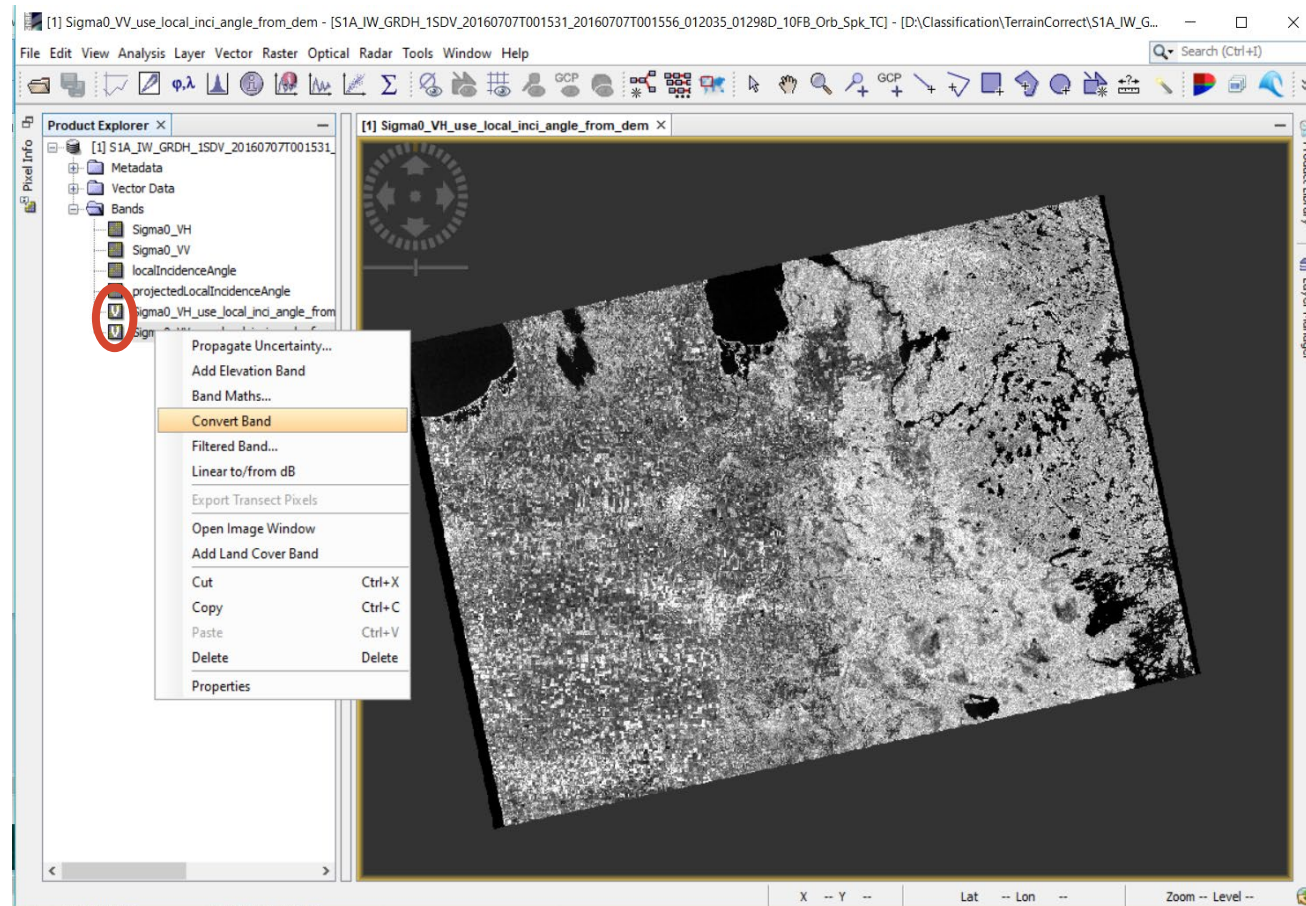 [1] Sigma0_VV_use_local_inci_angle_from_dem - [S1A_IW_GRDH_1SDV_20160707T001531_20160707T001556_012035_01298D_10FB_Orb_Spk_TC] - [D:\Classification\TerrainCorrect\S1A_IW_G...
File Edit View Analysis Layer Vector Raster Optical Radar Tools Window Help
Search (Ctrl+I)
φ,λ Σ GCP GCP
Product Explorer
[1] Sigma0_VH_use_local_inci_angle_from_dem
Pixel Info
[1] S1A_IW_GRDH_1SDV_20160707T001531_
Metadata
Vector Data
Bands
Sigma0_VH
Sigma0_VV
localIncidenceAngle
projectedLocalIncidenceAngle
V Sigma0_VH_use_local_inci_angle_from
V
Propagate Uncertainty...
Add Elevation Band
Band Maths...
Convert Band
Filtered Band...
Linear to/from dB
Export Transect Pixels
Open Image Window
Add Land Cover Band
Cut Ctrl+X
Copy Ctrl+C
Paste Ctrl+V
Delete Delete
Properties
X -- Y -- Lat -- Lon -- Zoom -- Level --